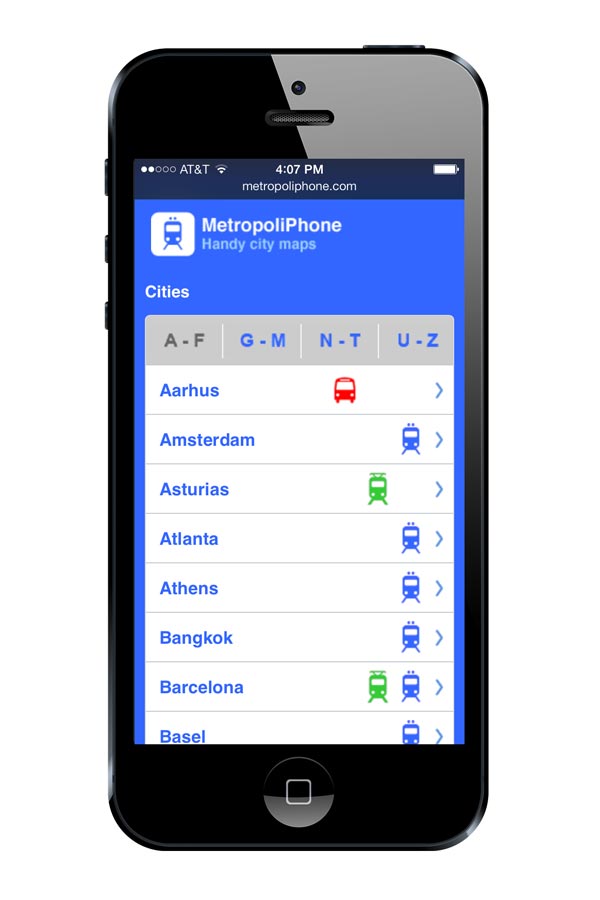 AT&T 4:07 PM
metropoliphone.com
MetropoliPhone
Handy city maps
Cities
A - F G - M N - T U - Z
Aarhus
Amsterdam
Asturias
Atlanta
Athens
Bangkok
Barcelona
Basel